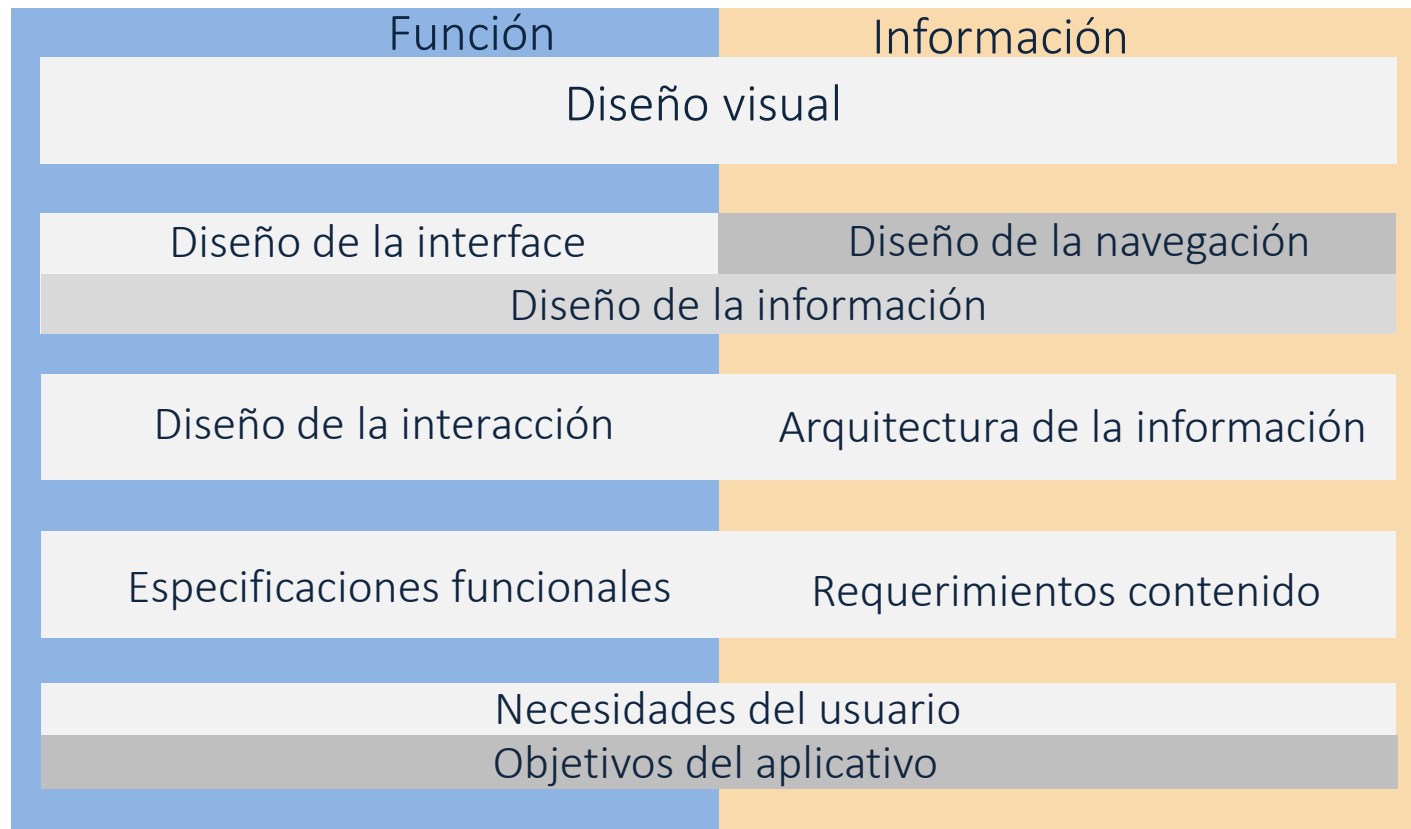 Función
Información
Diseño visual
Diseño de la interface
Diseño de la navegación
Diseño de la información
Diseño de la interacción
Arquitectura de la información
Especificaciones funcionales
Requerimientos contenido
Necesidades del usuario
Objetivos del aplicativo